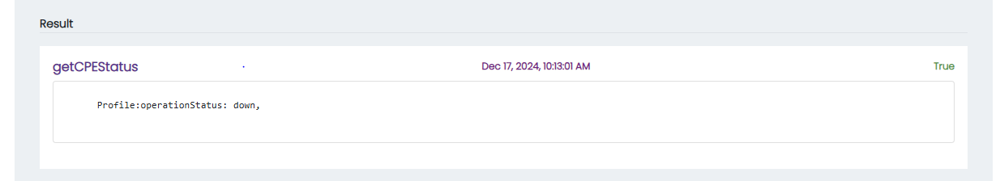 Result
getCPEStatus Dec 17, 2024, 10:13:01 AM True
Profile:operationStatus: down,